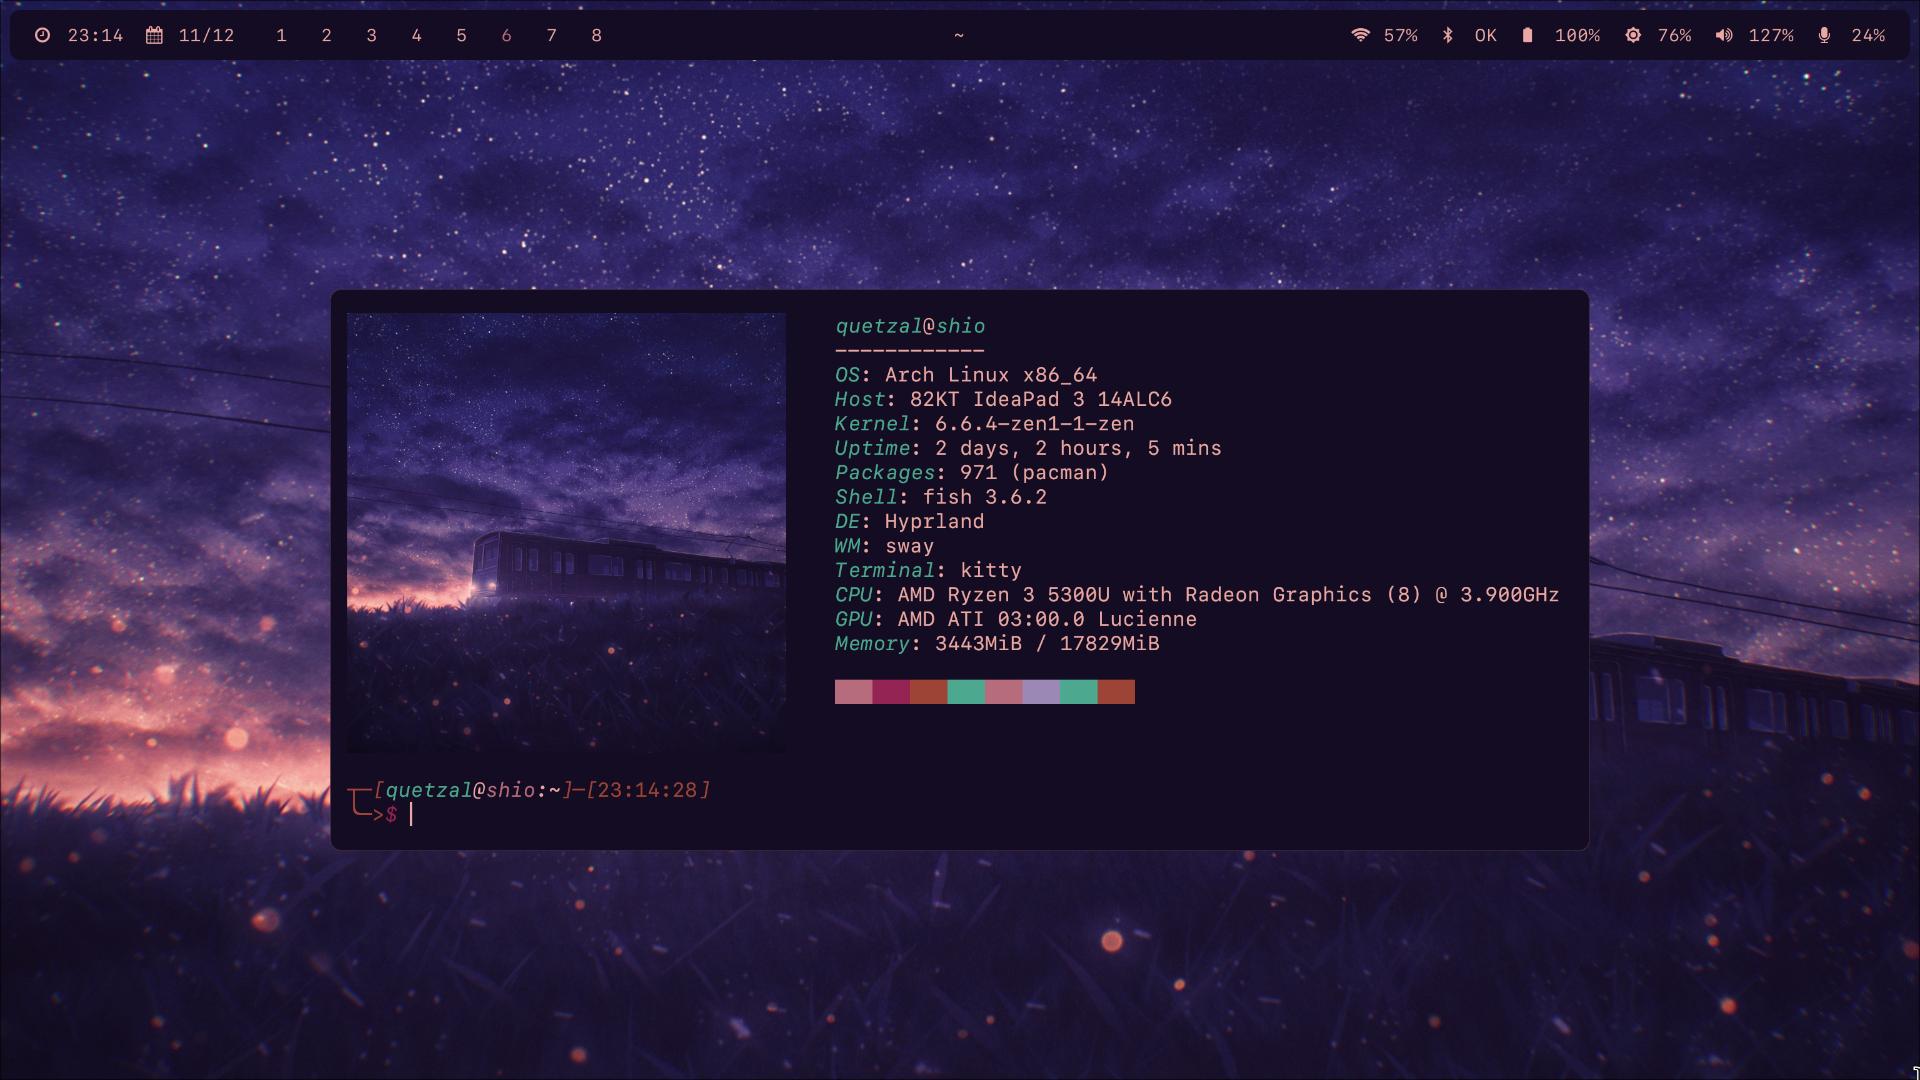 23:14 11/12 1 2 3 4 5 6 7 8 ~ 57% OK 100% 76% 127% 24%
quetzal@shio
------------
OS: Arch Linux x86_64
Host: 82KT IdeaPad 3 14ALC6
Kernel: 6.6.4-zen1-1-zen
Uptime: 2 days, 2 hours, 5 mins
Packages: 971 (pacman)
Shell: fish 3.6.2
DE: Hyprland
WM: sway
Terminal: kitty
CPU: AMD Ryzen 3 5300U with Radeon Graphics (8) @ 3.900GHz
GPU: AMD ATI 03:00.0 Lucienne
Memory: 3443MiB / 17829MiB
┬─[quetzal@shio:~]─[23:14:28]
╰─>$